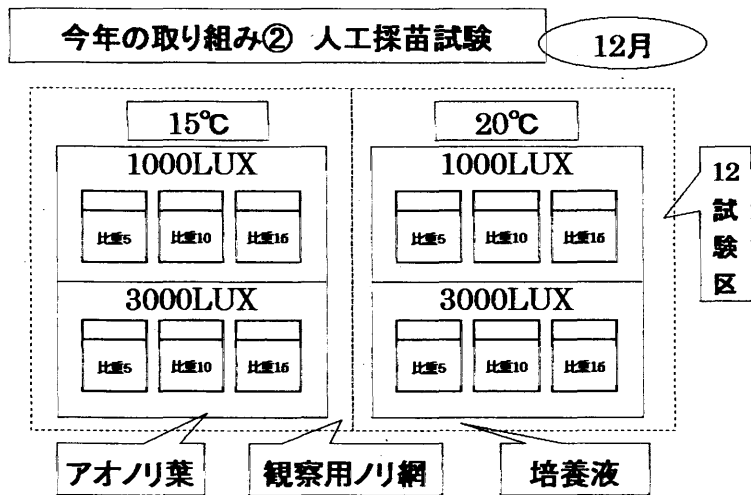 今年の取り組み② 人工採苗試験
12月
15℃
20℃
1000LUX
1000LUX
比重5
比重10
比重15
比重5
比重10
比重15
12試験区
3000LUX
3000LUX
比重5
比重10
比重15
比重5
比重10
比重15
アオノリ葉
観察用ノリ網
培養液